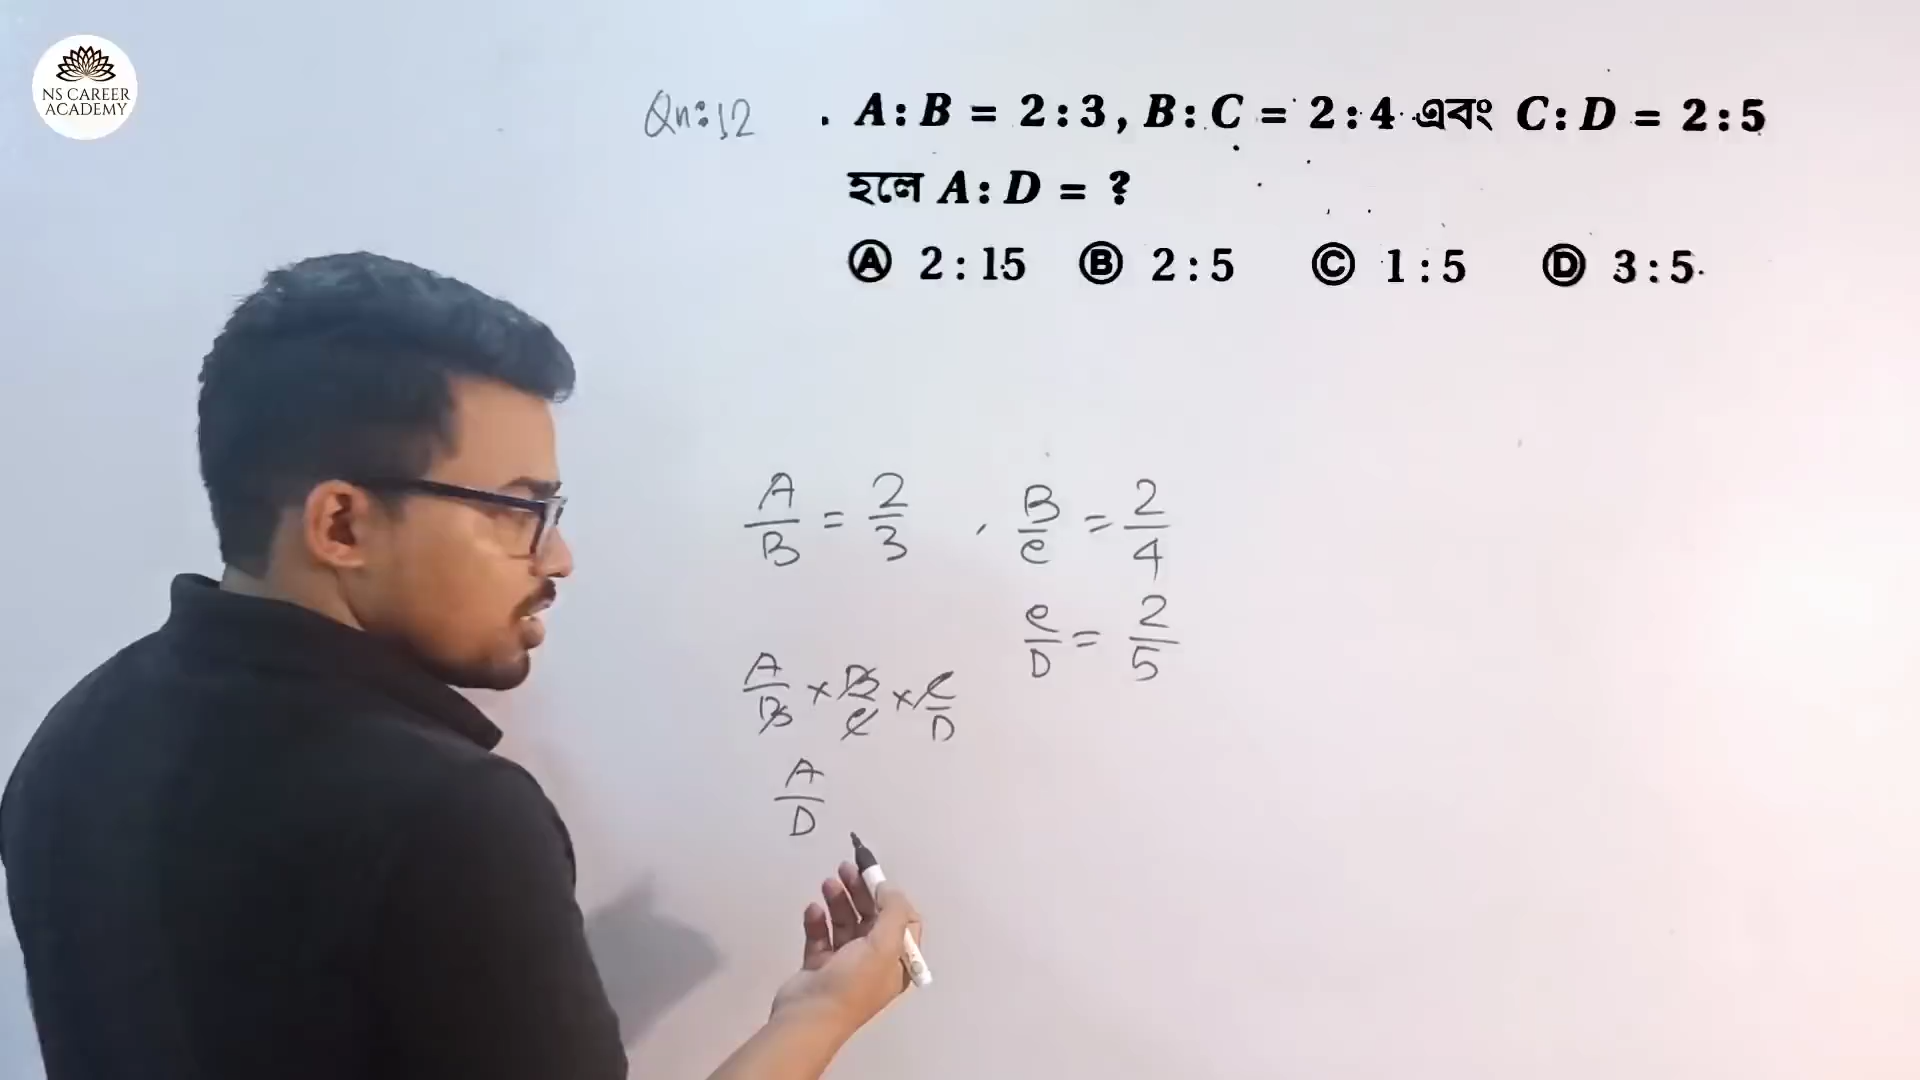 NS CAREER
ACADEMY
Qn:12 . A : B = 2 : 3, B : C = 2 : 4 এবং C : D = 2 : 5
হলে A : D = ?
Ⓐ 2 : 15 Ⓑ 2 : 5 Ⓒ 1 : 5 Ⓓ 3 : 5
A/B = 2/3 , B/C = 2/4
C/D = 2/5
A/B × B/C × C/D
A/D